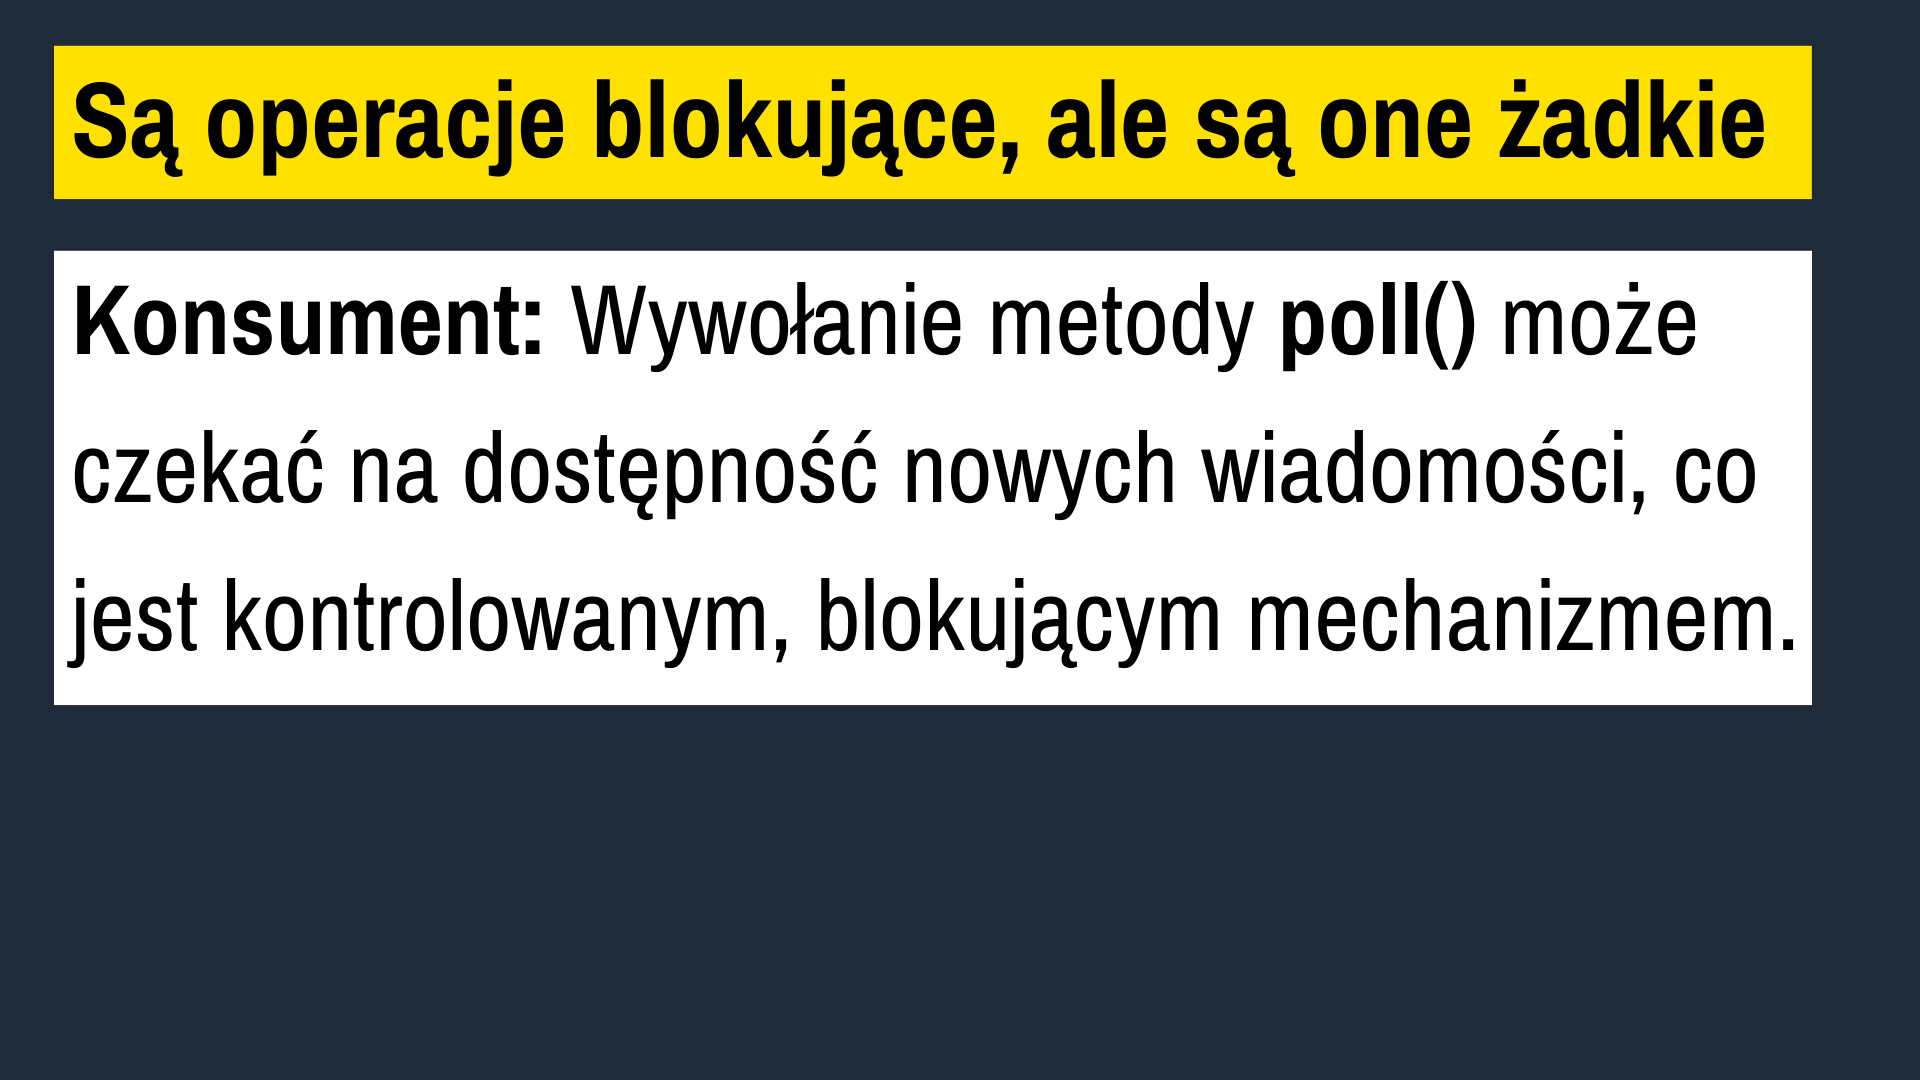 Są operacje blokujące, ale są one żadkie
Konsument: Wywołanie metody poll() może
czekać na dostępność nowych wiadomości, co
jest kontrolowanym, blokującym mechanizmem.